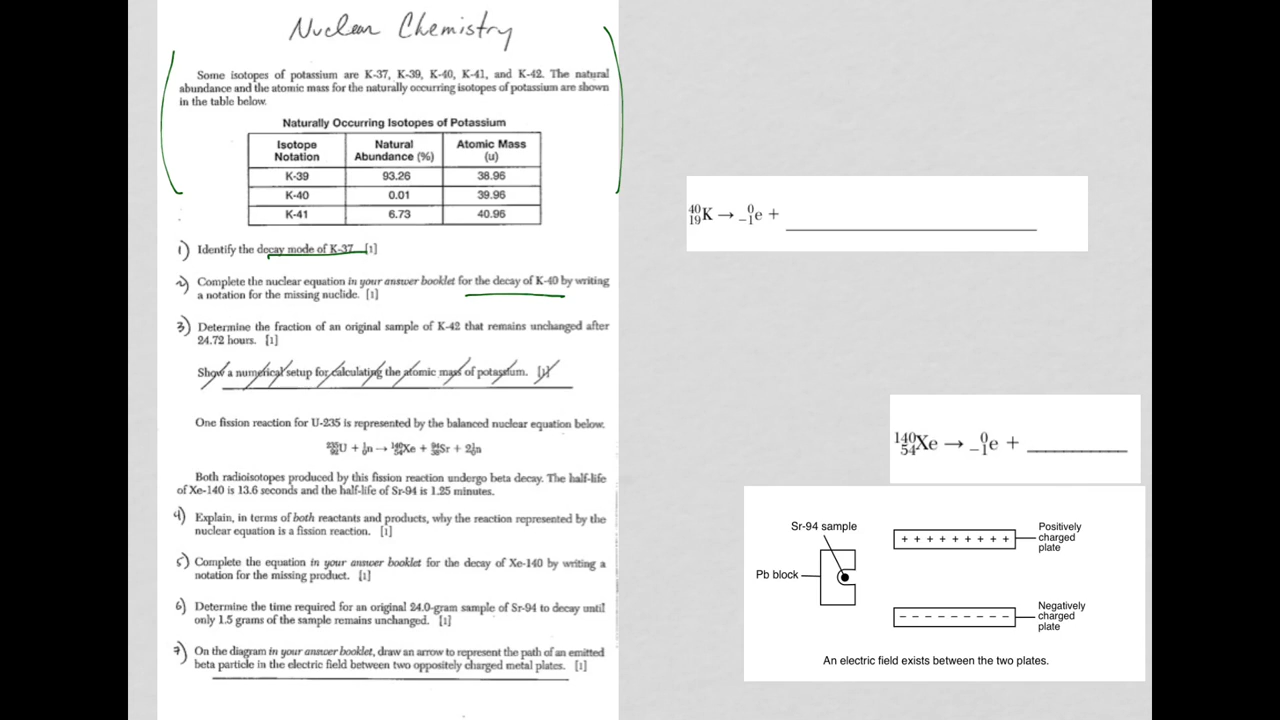 Nuclear Chemistry
Some isotopes of potassium are K-37, K-39, K-40, K-41, and K-42. The natural
abundance and the atomic mass for the naturally occurring isotopes of potassium are shown
in the table below.
Naturally Occurring Isotopes of Potassium
Isotope Notation | Natural Abundance (%) | Atomic Mass (u)
K-39 93.26 38.96
K-40 0.01 39.96
K-41 6.73 40.96
1) Identify the decay mode of K-37. [1]
2) Complete the nuclear equation in your answer booklet for the decay of K-40 by writing
a notation for the missing nuclide. [1]
3) Determine the fraction of an original sample of K-42 that remains unchanged after
24.72 hours. [1]
Show a numerical setup for calculating the atomic mass of potassium. [1]
One fission reaction for U-235 is represented by the balanced nuclear equation below.
²³⁵₉₂U + ¹₀n → ¹⁴⁰₅₄Xe + ⁹⁴₃₈Sr + 2¹₀n
Both radioisotopes produced by this fission reaction undergo beta decay. The half-life
of Xe-140 is 13.6 seconds and the half-life of Sr-94 is 1.25 minutes.
4) Explain, in terms of both reactants and products, why the reaction represented by the
nuclear equation is a fission reaction. [1]
5) Complete the equation in your answer booklet for the decay of Xe-140 by writing a
notation for the missing product. [1]
6) Determine the time required for an original 24.0-gram sample of Sr-94 to decay until
only 1.5 grams of the sample remains unchanged. [1]
7) On the diagram in your answer booklet, draw an arrow to represent the path of an emitted
beta particle in the electric field between two oppositely charged metal plates. [1]
⁴⁰₁₉K → ⁰₋₁e +
¹⁴⁰₅₄Xe → ⁰₋₁e +
Sr-94 sample
Pb block
+ + + + + + + + +
Positively
charged
plate
− − − − − − − − −
Negatively
charged
plate
An electric field exists between the two plates.